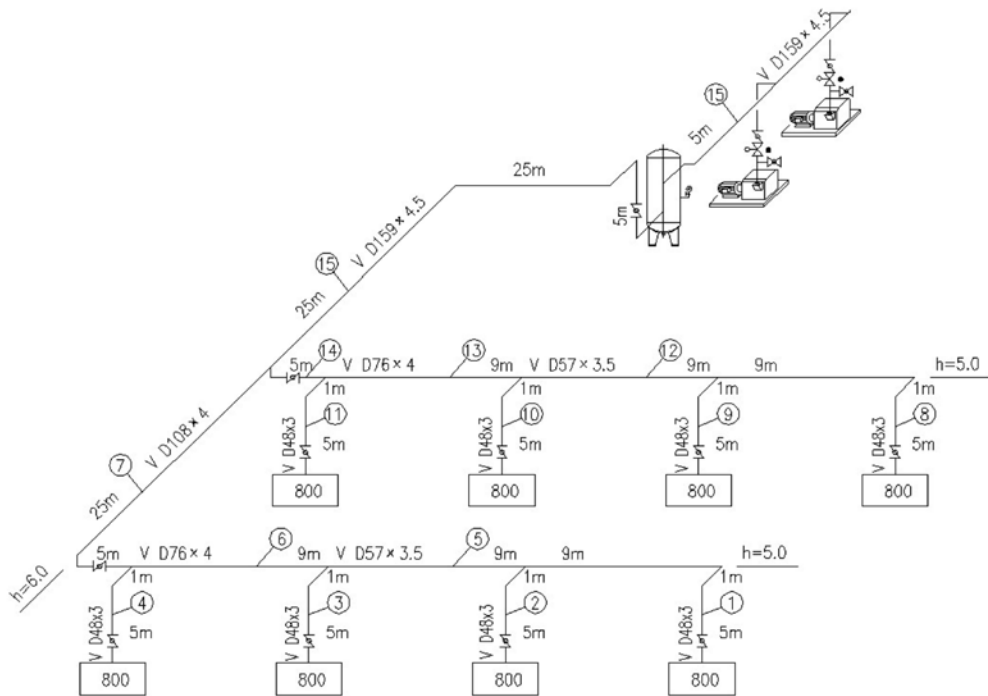 V D159×4.5
15
5m
25m
5m
V D159×4.5
15
25m
5m
14
V D76×4
13
9m
V D57×3.5
12
9m
9m
h=5.0
1m
1m
1m
1m
11
10
9
8
V D48x3
5m
V D48x3
5m
V D48x3
5m
V D48x3
5m
800
800
800
800
V D108×4
7
25m
5m
V D76×4
6
9m
V D57×3.5
5
9m
9m
h=5.0
h=6.0
1m
1m
1m
1m
4
3
2
1
V D48x3
5m
V D48x3
5m
V D48x3
5m
V D48x3
5m
800
800
800
800